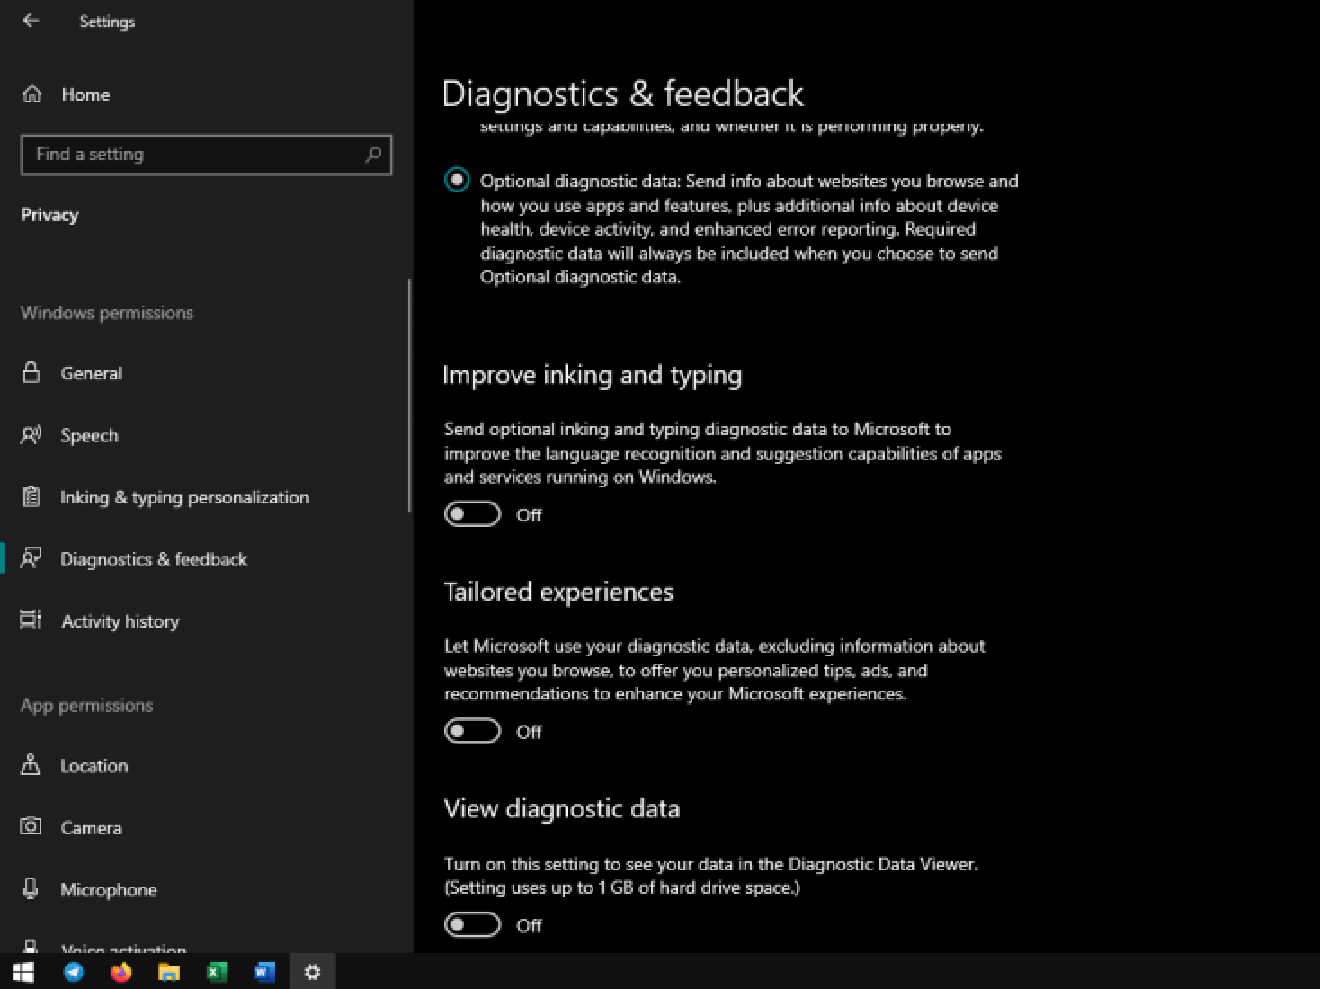 Settings
Home
Find a setting
Privacy
Windows permissions
General
Speech
Inking & typing personalization
Diagnostics & feedback
Activity history
App permissions
Location
Camera
Microphone
Voice activation
Diagnostics & feedback
settings and capabilities, and whether it is performing properly.
Optional diagnostic data: Send info about websites you browse and
how you use apps and features, plus additional info about device
health, device activity, and enhanced error reporting. Required
diagnostic data will always be included when you choose to send
Optional diagnostic data.
Improve inking and typing
Send optional inking and typing diagnostic data to Microsoft to
improve the language recognition and suggestion capabilities of apps
and services running on Windows.
Off
Tailored experiences
Let Microsoft use your diagnostic data, excluding information about
websites you browse, to offer you personalized tips, ads, and
recommendations to enhance your Microsoft experiences.
Off
View diagnostic data
Turn on this setting to see your data in the Diagnostic Data Viewer.
(Setting uses up to 1 GB of hard drive space.)
Off